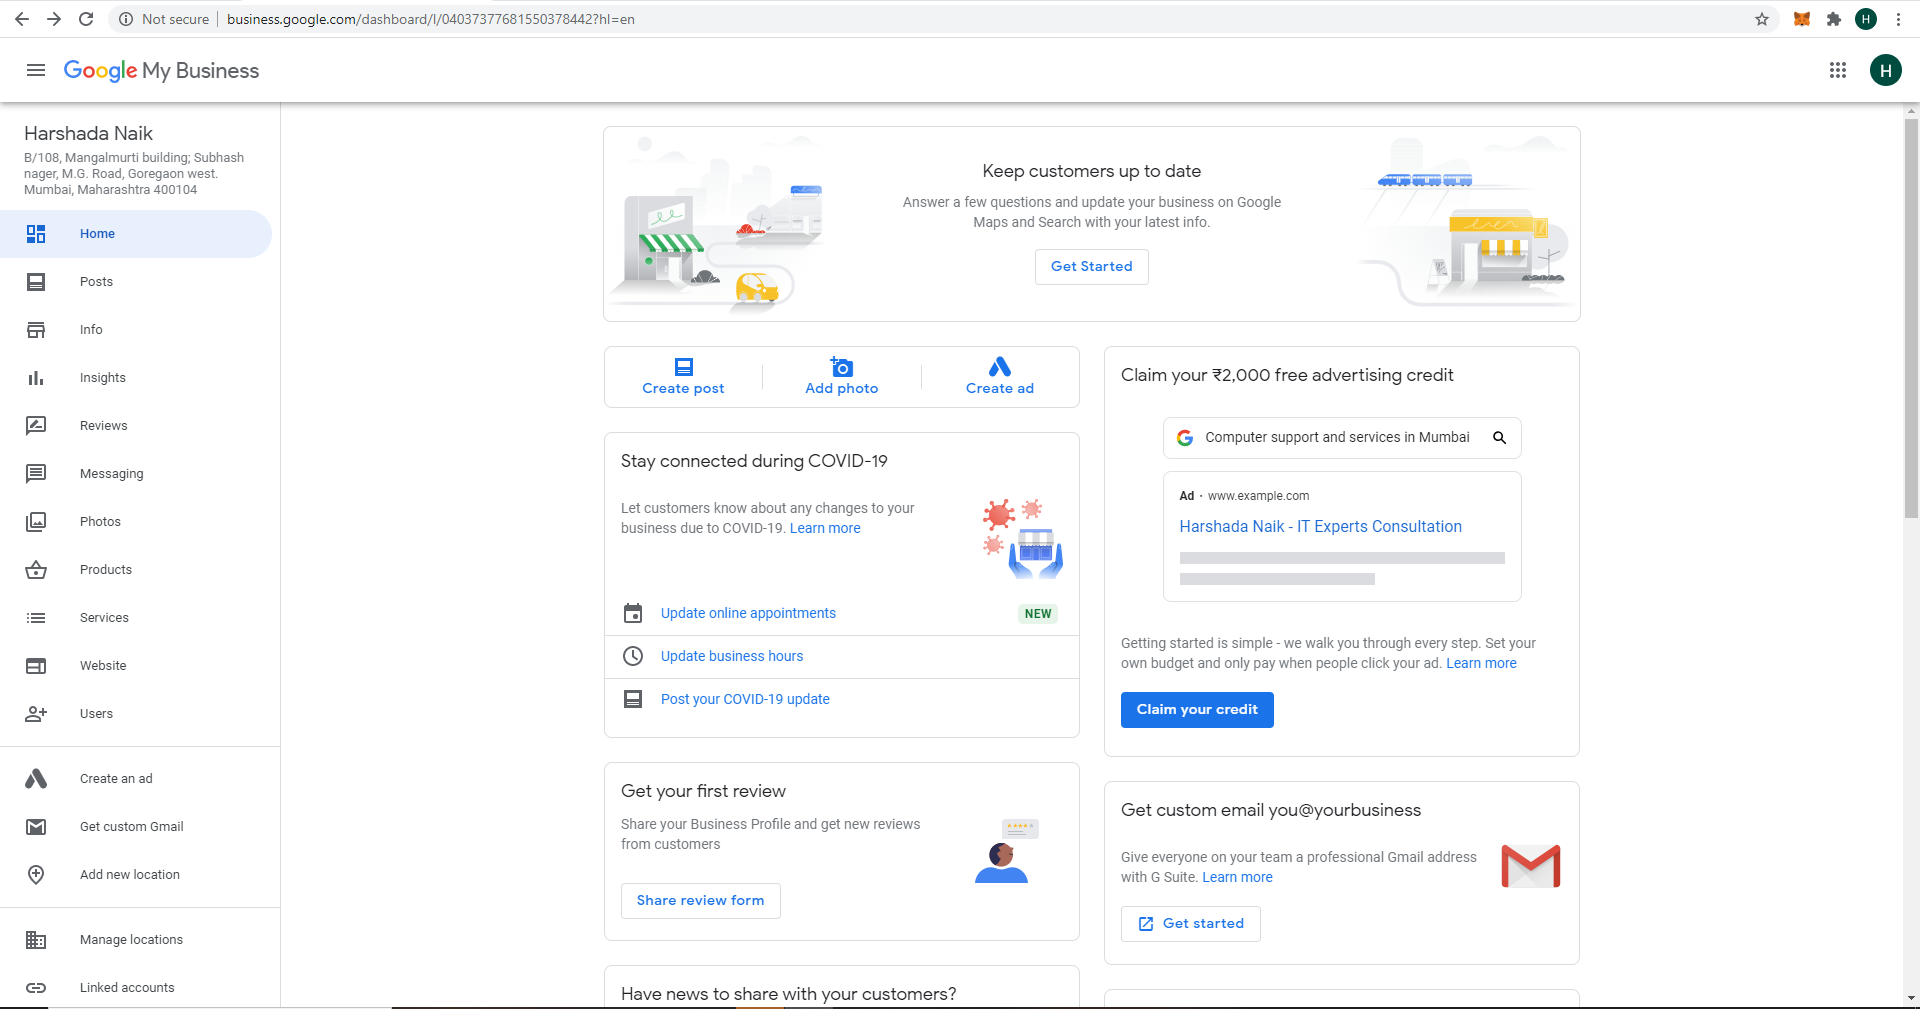 Not secure
business.google.com/dashboard/l/04037377681550378442?hl=en
H
Google My Business
H
Harshada Naik
B/108, Mangalmurti building; Subhash
nager, M.G. Road, Goregaon west.
Mumbai, Maharashtra 400104
Home
Posts
Info
Insights
Reviews
Messaging
Photos
Products
Services
Website
Users
Create an ad
Get custom Gmail
Add new location
Manage locations
Linked accounts
Keep customers up to date
Answer a few questions and update your business on Google
Maps and Search with your latest info.
Get Started
Create post
Add photo
Create ad
Stay connected during COVID-19
Let customers know about any changes to your
business due to COVID-19. Learn more
Update online appointments
NEW
Update business hours
Post your COVID-19 update
Get your first review
Share your Business Profile and get new reviews
from customers
Share review form
Have news to share with your customers?
Claim your ₹2,000 free advertising credit
Computer support and services in Mumbai
Ad · www.example.com
Harshada Naik - IT Experts Consultation
Getting started is simple - we walk you through every step. Set your
own budget and only pay when people click your ad. Learn more
Claim your credit
Get custom email you@yourbusiness
Give everyone on your team a professional Gmail address
with G Suite. Learn more
Get started